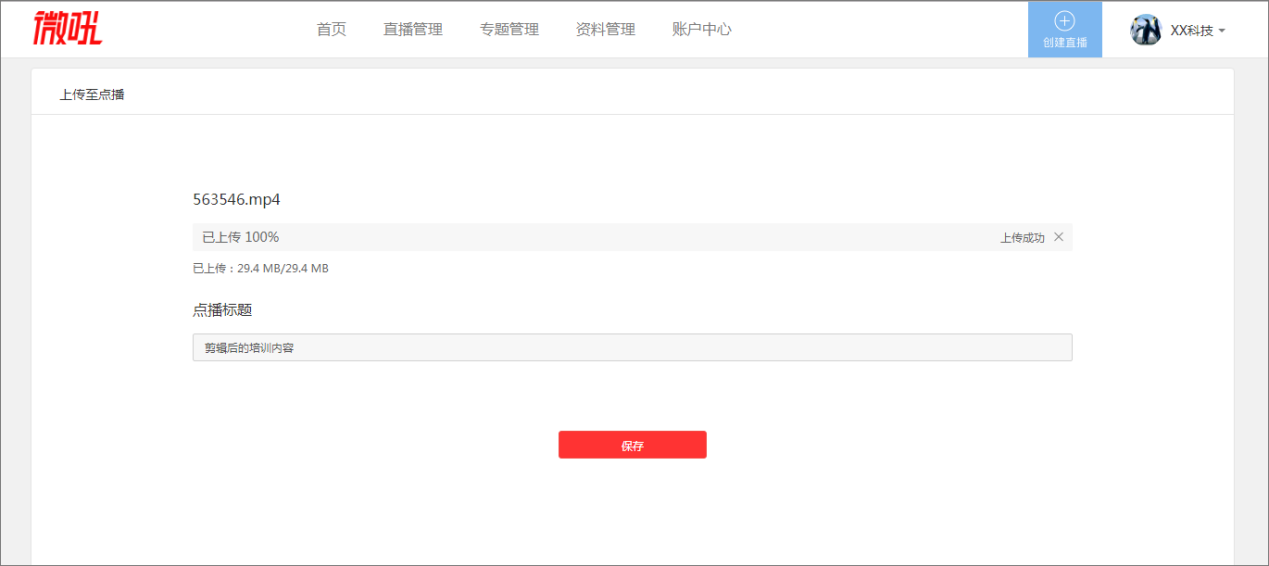 微吼
首页 直播管理 专题管理 资料管理 账户中心
创建直播
XX科技
上传至点播
563546.mp4
已上传 100% 上传成功
已上传：29.4 MB/29.4 MB
点播标题
剪辑后的培训内容
保存